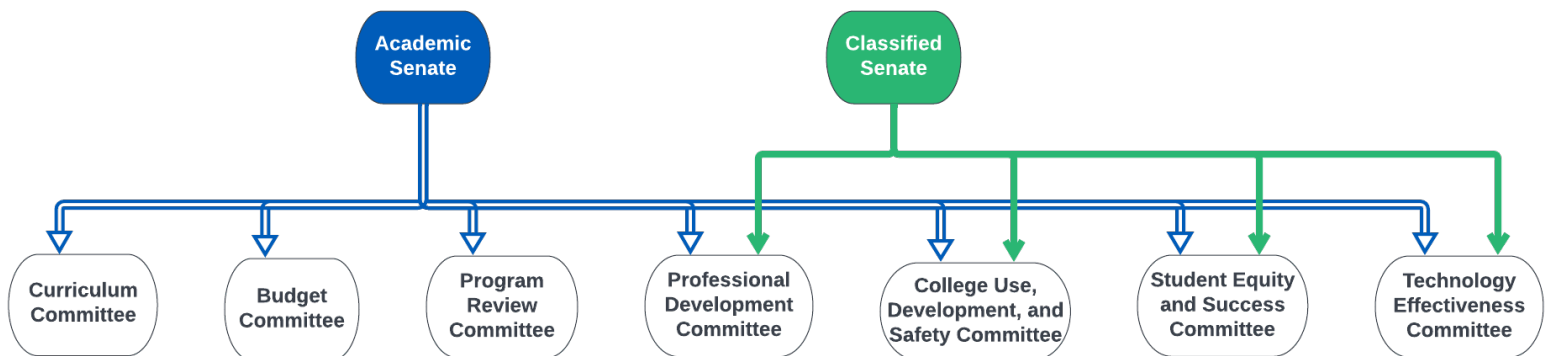 Academic
Senate
Classified
Senate
Curriculum
Committee
Budget
Committee
Program
Review
Committee
Professional
Development
Committee
College Use,
Development, and
Safety Committee
Student Equity
and Success
Committee
Technology
Effectiveness
Committee